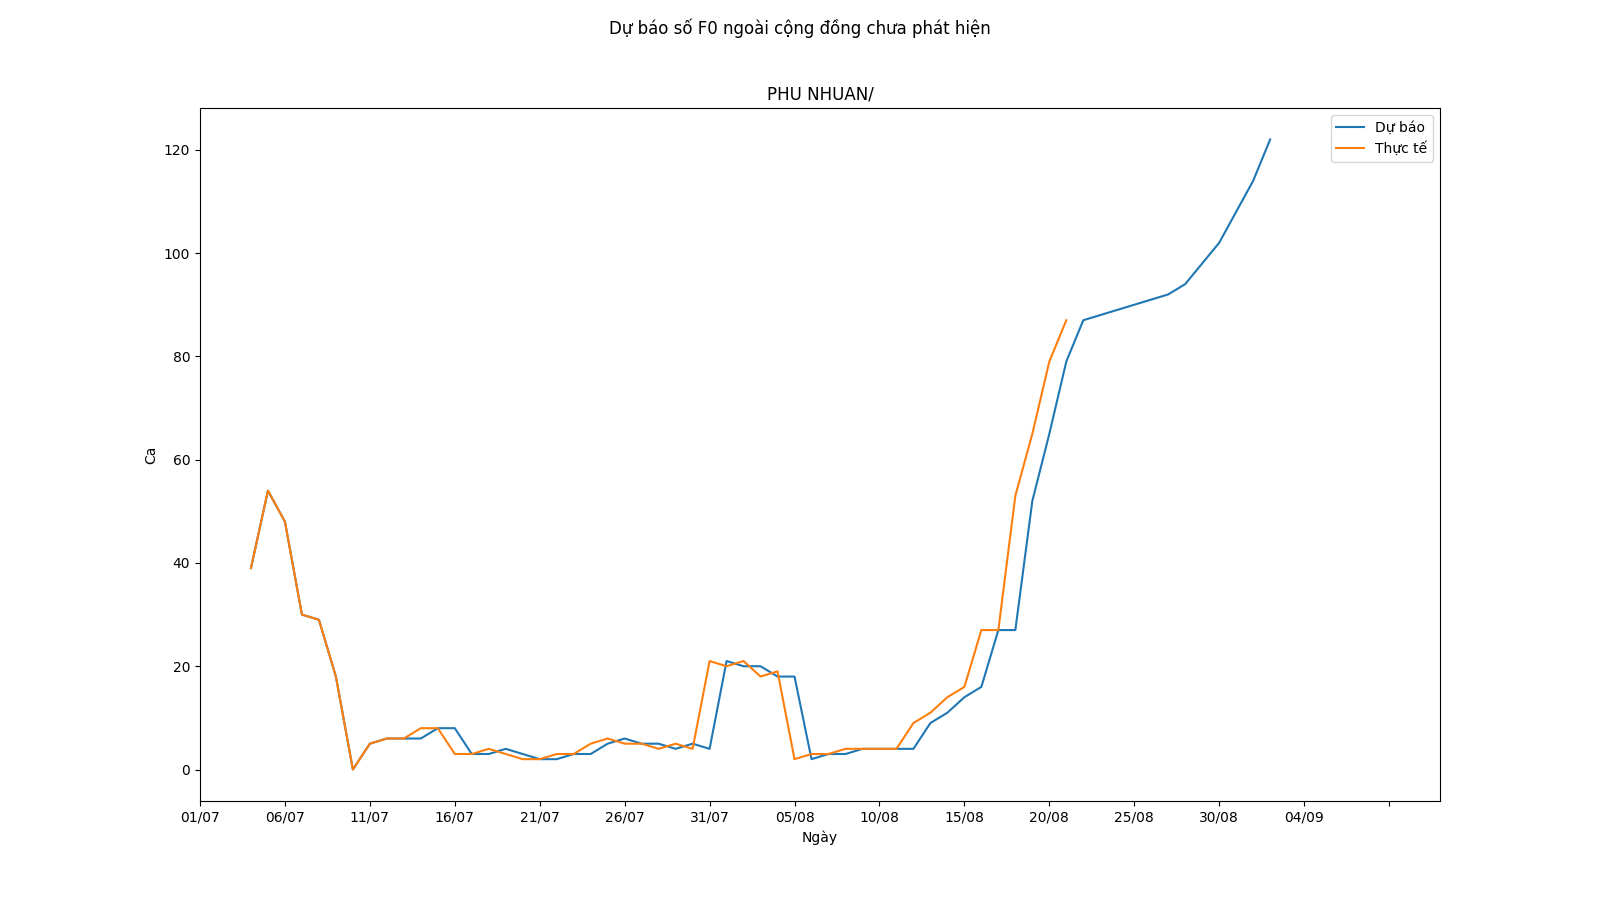 Dự báo số F0 ngoài cộng đồng chưa phát hiện
PHU NHUAN/
Dự báo
Thực tế
120
100
80
60
40
20
0
Ca
01/07 06/07 11/07 16/07 21/07 26/07 31/07 05/08 10/08 15/08 20/08 25/08 30/08 04/09
Ngày